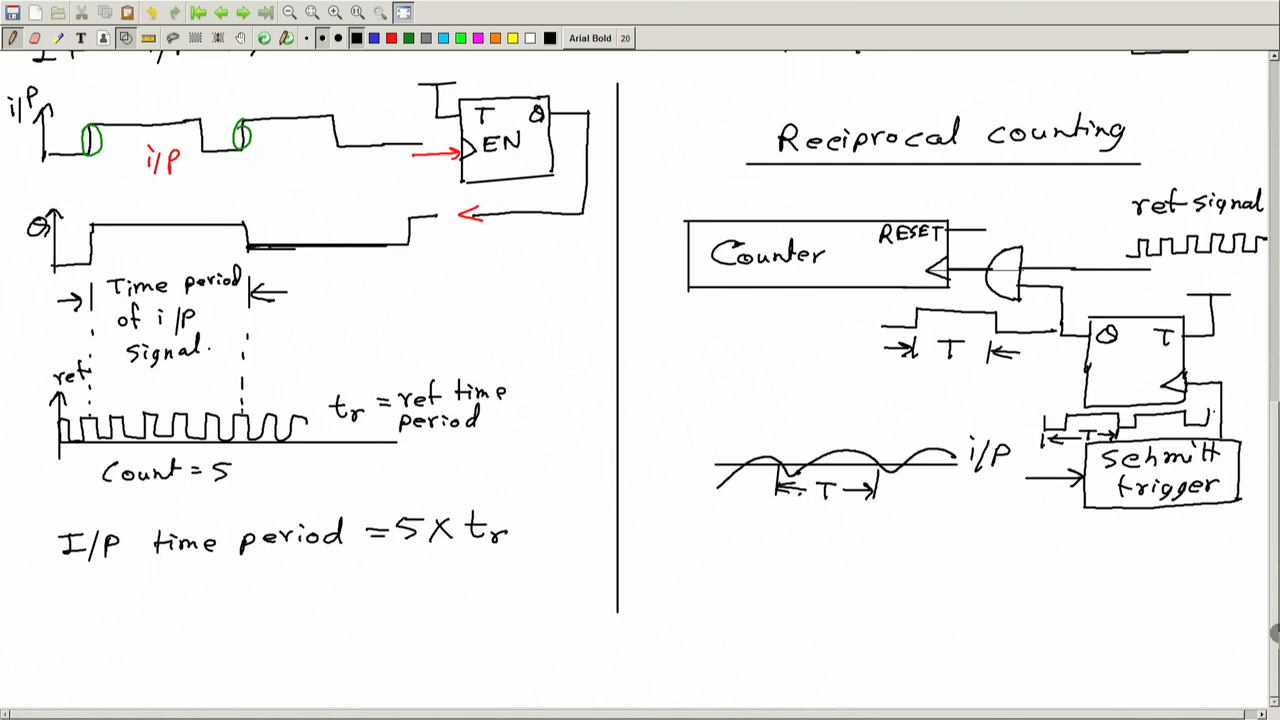 Arial Bold 20
i/P
i/P
T Q
EN
Q
Time period
of i/P
signal.
ref
tr = ref time
period
Count = 5
I/P time period = 5 X tr
Reciprocal counting
ref signal
Counter
RESET
T
Q T
T
Schmitt
trigger
i/P
T